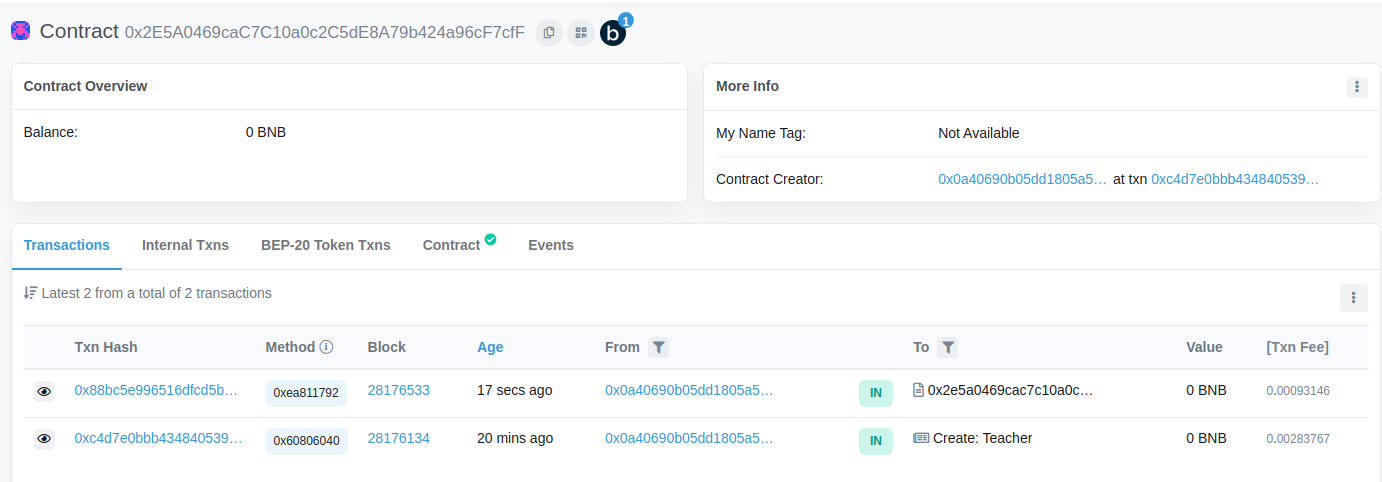 Contract 0x2E5A0469caC7C10a0c2C5dE8A79b424a96cF7cfF b 1
Contract Overview
Balance: 0 BNB
More Info
My Name Tag: Not Available
Contract Creator: 0x0a40690b05dd1805a5... at txn 0xc4d7e0bbb434840539...
Transactions Internal Txns BEP-20 Token Txns Contract Events
Latest 2 from a total of 2 transactions
Txn Hash Method Block Age From To Value [Txn Fee]
0x88bc5e996516dfcd5b... 0xea811792 28176533 17 secs ago 0x0a40690b05dd1805a5... IN 0x2e5a0469cac7c10a0c... 0 BNB 0.00093146
0xc4d7e0bbb434840539... 0x60806040 28176134 20 mins ago 0x0a40690b05dd1805a5... IN Create: Teacher 0 BNB 0.00283767